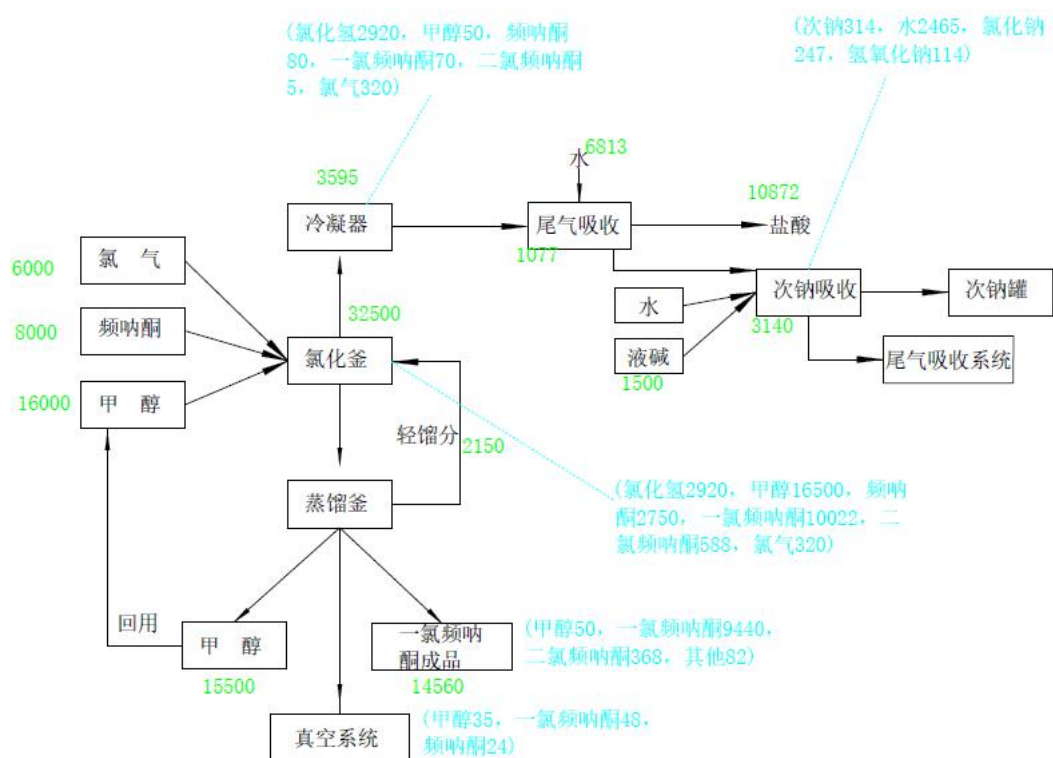 (氯化氢2920，甲醇50，频呐酮
80，一氯频呐酮70，二氯频呐酮
5，氯气320)
(次钠314，水2465，氯化钠
247，氢氧化钠114)
水
6813
3595
10872
冷凝器
尾气吸收
盐酸
1077
6000
氯 气
次钠吸收
次钠罐
水
3140
8000
频呐酮
32500
氯化釜
液碱
1500
尾气吸收系统
16000
甲 醇
轻馏分
2150
蒸馏釜
(氯化氢2920，甲醇16500，频呐
酮2750，一氯频呐酮10022，二
氯频呐酮588，氯气320)
回用
甲 醇
15500
一氯频呐
酮成品
14560
(甲醇50，一氯频呐酮9440，
二氯频呐酮368，其他82)
真空系统
(甲醇35，一氯频呐酮48，
频呐酮24)